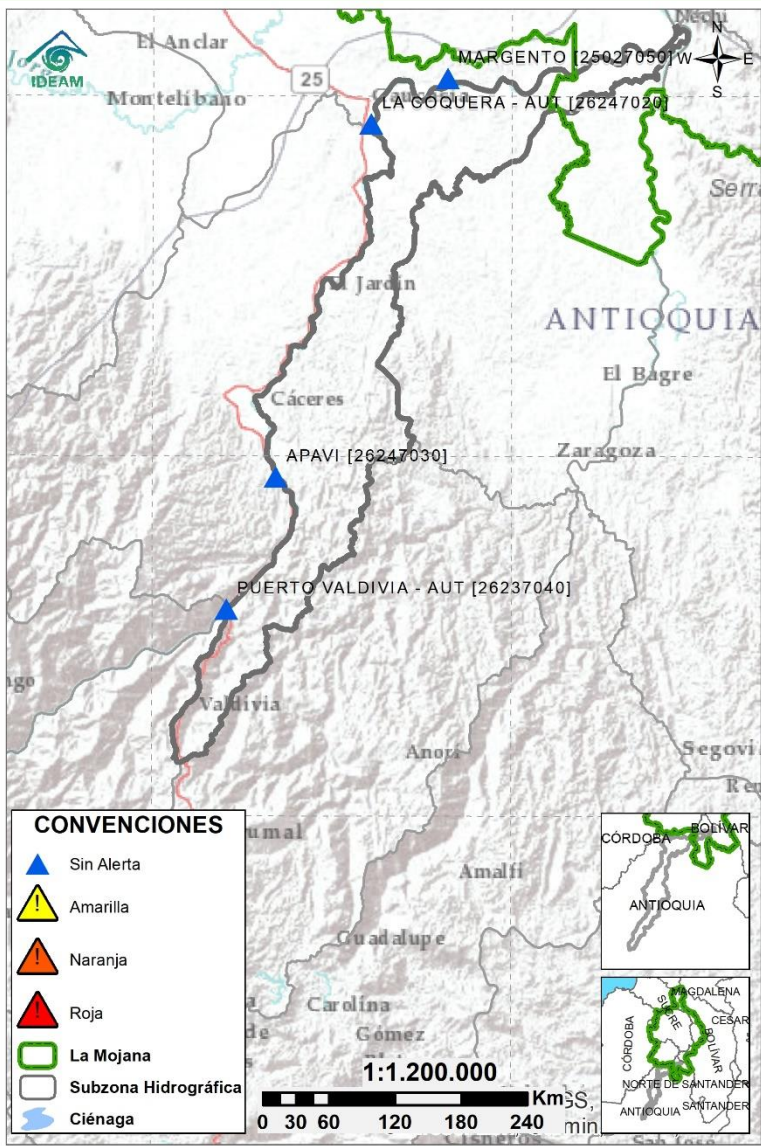 IDEAM
El Anclar
Nechí
N
W
E
S
MARGENTO [25027050]
25
Montelíbano
LA COQUERA - AUT [26247020]
Serra
El Jardín
ANTIOQUIA
El Bagre
Cáceres
APAVI [26247030]
Zaragoza
PUERTO VALDIVIA - AUT [26237040]
Valdivia
Anorí
Segovi
Amalfi
Guadalupe
Carolina
Gómez
CONVENCIONES
Sin Alerta
Amarilla
Naranja
Roja
La Mojana
Subzona Hidrográfica
Ciénaga
1:1.200.000
Km
0 30 60 120 180 240
CÓRDOBA
BOLÍVAR
ANTIOQUIA
MAGDALENA
SUCRE
CESAR
CÓRDOBA
BOLÍVAR
NORTE DE SANTANDER
SANTANDER
ANTIOQUIA